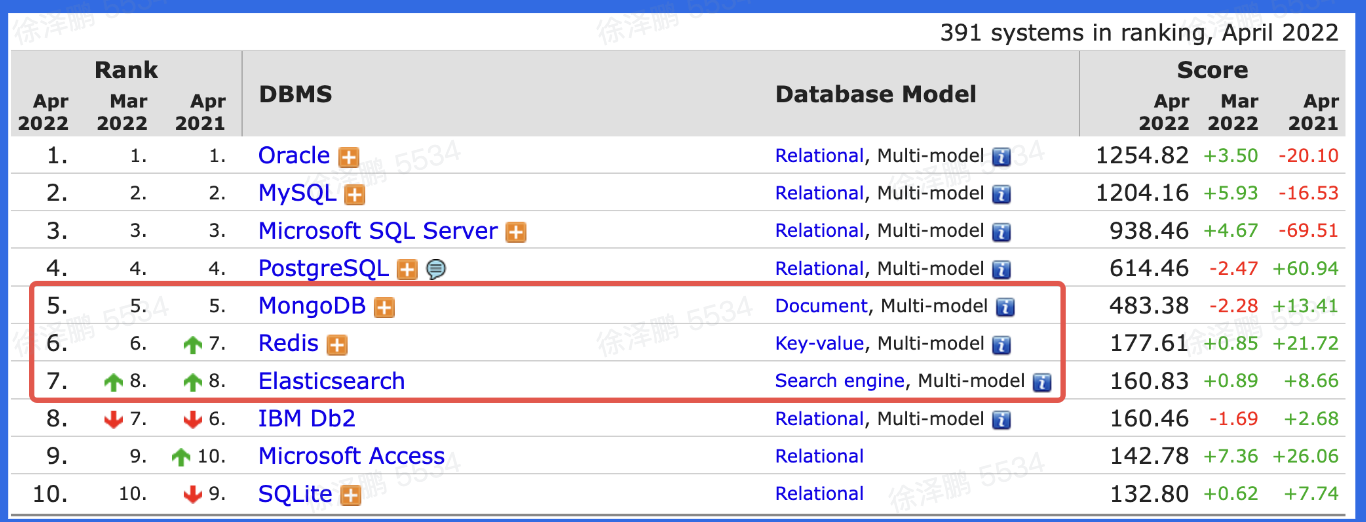 391 systems in ranking, April 2022
Rank
DBMS
Database Model
Score
Apr 2022 Mar 2022 Apr 2021
Apr 2022 Mar 2022 Apr 2021
1. 1. 1. Oracle Relational, Multi-model 1254.82 +3.50 -20.10
2. 2. 2. MySQL Relational, Multi-model 1204.16 +5.93 -16.53
3. 3. 3. Microsoft SQL Server Relational, Multi-model 938.46 +4.67 -69.51
4. 4. 4. PostgreSQL Relational, Multi-model 614.46 -2.47 +60.94
5. 5. 5. MongoDB Document, Multi-model 483.38 -2.28 +13.41
6. 6. 7. Redis Key-value, Multi-model 177.61 +0.85 +21.72
7. 8. 8. Elasticsearch Search engine, Multi-model 160.83 +0.89 +8.66
8. 7. 6. IBM Db2 Relational, Multi-model 160.46 -1.69 +2.68
9. 9. 10. Microsoft Access Relational 142.78 +7.36 +26.06
10. 10. 9. SQLite Relational 132.80 +0.62 +7.74
徐泽鹏 5534